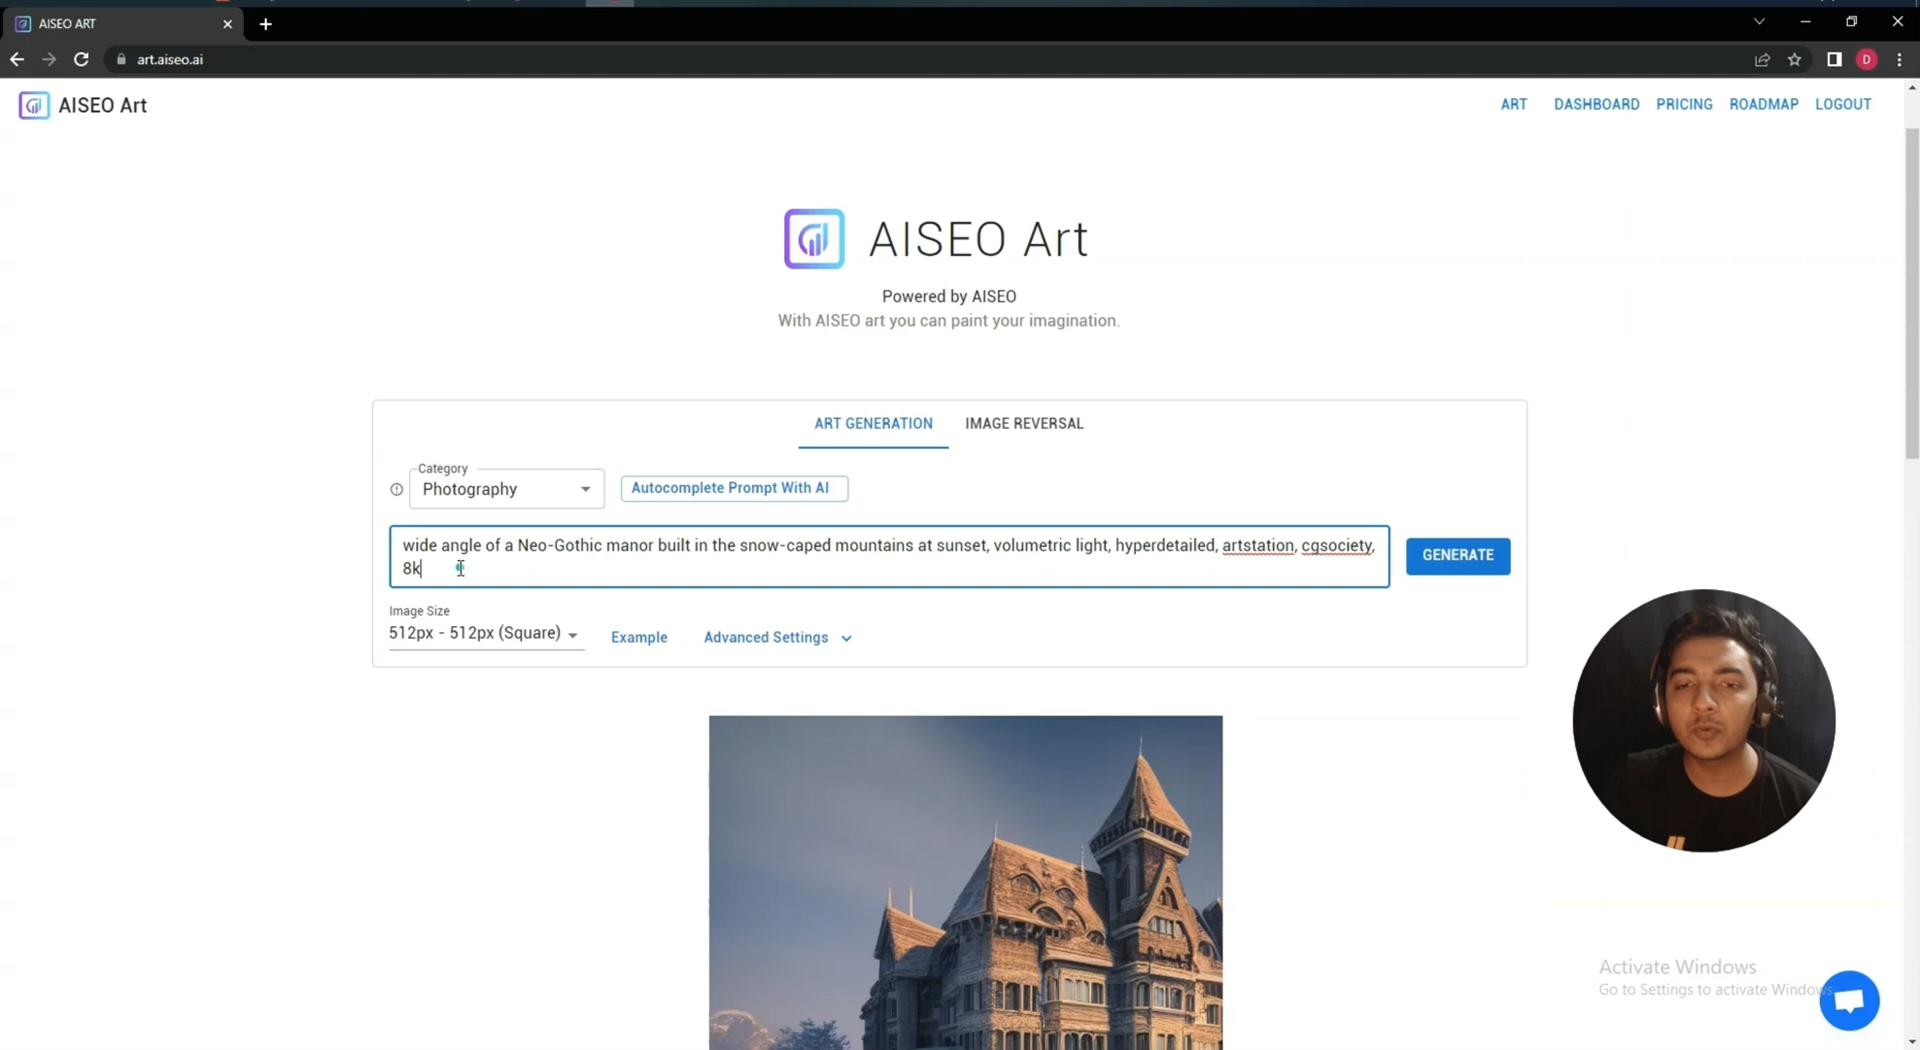 AISEO ART
art.aiseo.ai
D
AISEO Art
ART DASHBOARD PRICING ROADMAP LOGOUT
AISEO Art
Powered by AISEO
With AISEO art you can paint your imagination.
ART GENERATION IMAGE REVERSAL
Category
Photography
Autocomplete Prompt With AI
wide angle of a Neo-Gothic manor built in the snow-caped mountains at sunset, volumetric light, hyperdetailed, artstation, cgsociety,
8k
GENERATE
Image Size
512px - 512px (Square)
Example
Advanced Settings
Activate Windows
Go to Settings to activate Windows.